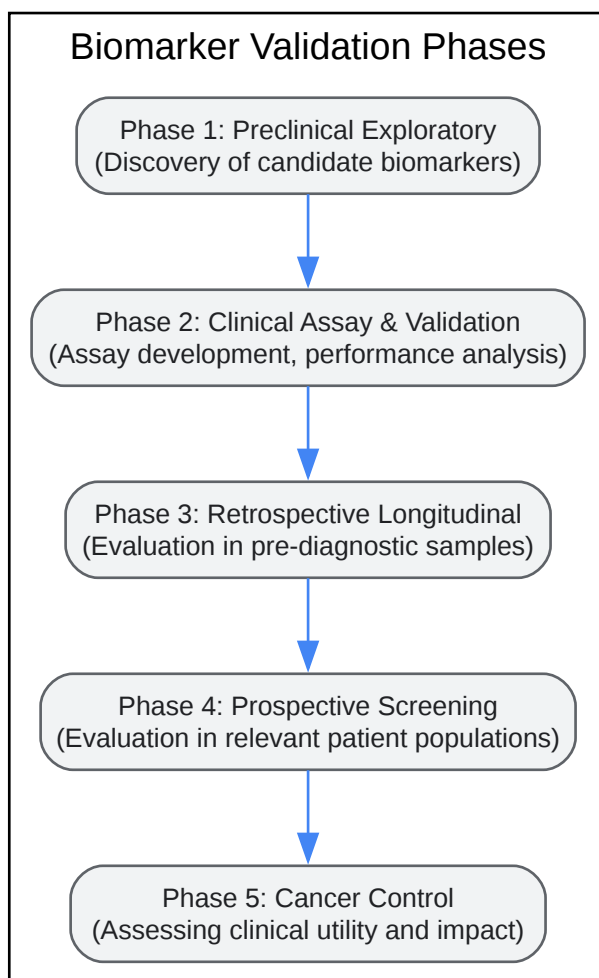 Biomarker Validation Phases
Phase 1: Preclinical Exploratory
(Discovery of candidate biomarkers)
Phase 2: Clinical Assay & Validation
(Assay development, performance analysis)
Phase 3: Retrospective Longitudinal
(Evaluation in pre-diagnostic samples)
Phase 4: Prospective Screening
(Evaluation in relevant patient populations)
Phase 5: Cancer Control
(Assessing clinical utility and impact)